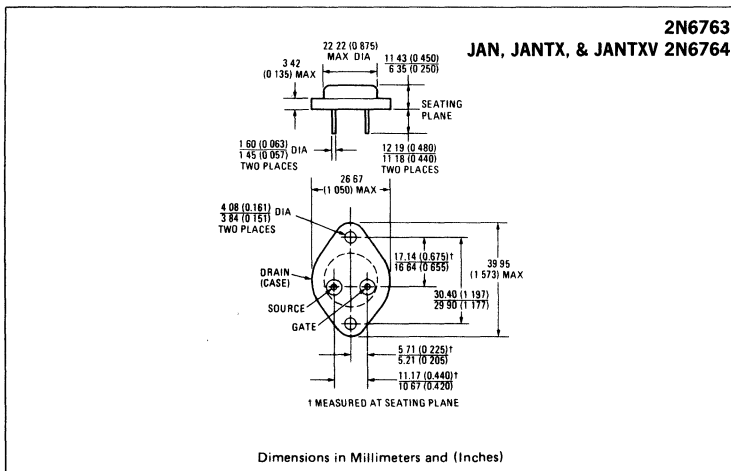 2N6763
JAN, JANTX, & JANTXV 2N6764
22 22 (0 875)
MAX DIA
3 42
(0 135) MAX
11 43 (0 450)
6 35 (0 250)
SEATING
PLANE
1 60 (0 063)
1 45 (0 057)
DIA
TWO PLACES
12 19 (0 480)
11 18 (0 440)
TWO PLACES
26 67
(1 050) MAX
4 08 (0.161)
3 84 (0 151)
DIA
TWO PLACES
17.14 (0.675)†
16 64 (0 655)
39 95
(1 573) MAX
DRAIN
(CASE)
30.40 (1 197)
29 90 (1 177)
SOURCE
GATE
5 71 (0 225)†
5.21 (0 205)
11.17 (0.440)†
10 67 (0.420)
1 MEASURED AT SEATING PLANE
Dimensions in Millimeters and (Inches)